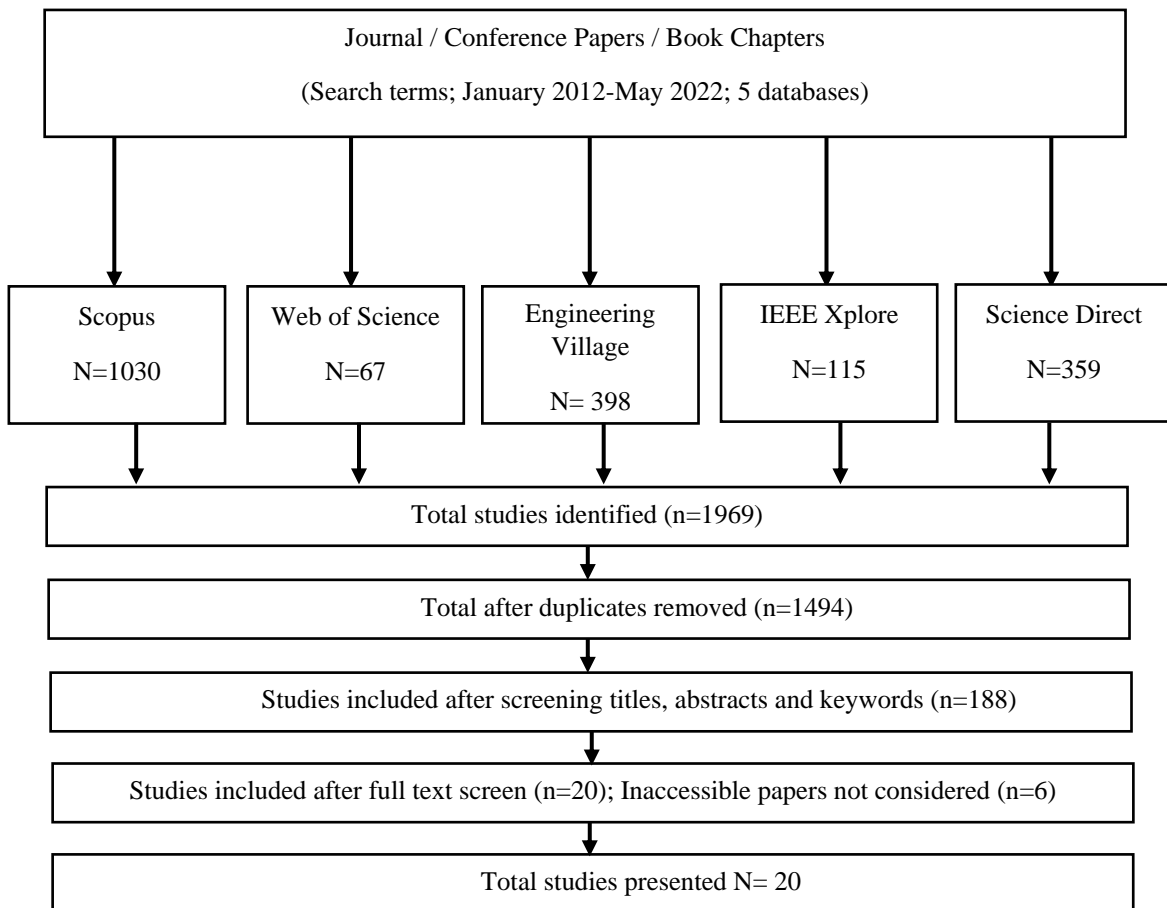 Journal / Conference Papers / Book Chapters
(Search terms; January 2012-May 2022; 5 databases)
Scopus
N=1030
Web of Science
N=67
Engineering
Village
N= 398
IEEE Xplore
N=115
Science Direct
N=359
Total studies identified (n=1969)
Total after duplicates removed (n=1494)
Studies included after screening titles, abstracts and keywords (n=188)
Studies included after full text screen (n=20); Inaccessible papers not considered (n=6)
Total studies presented N= 20